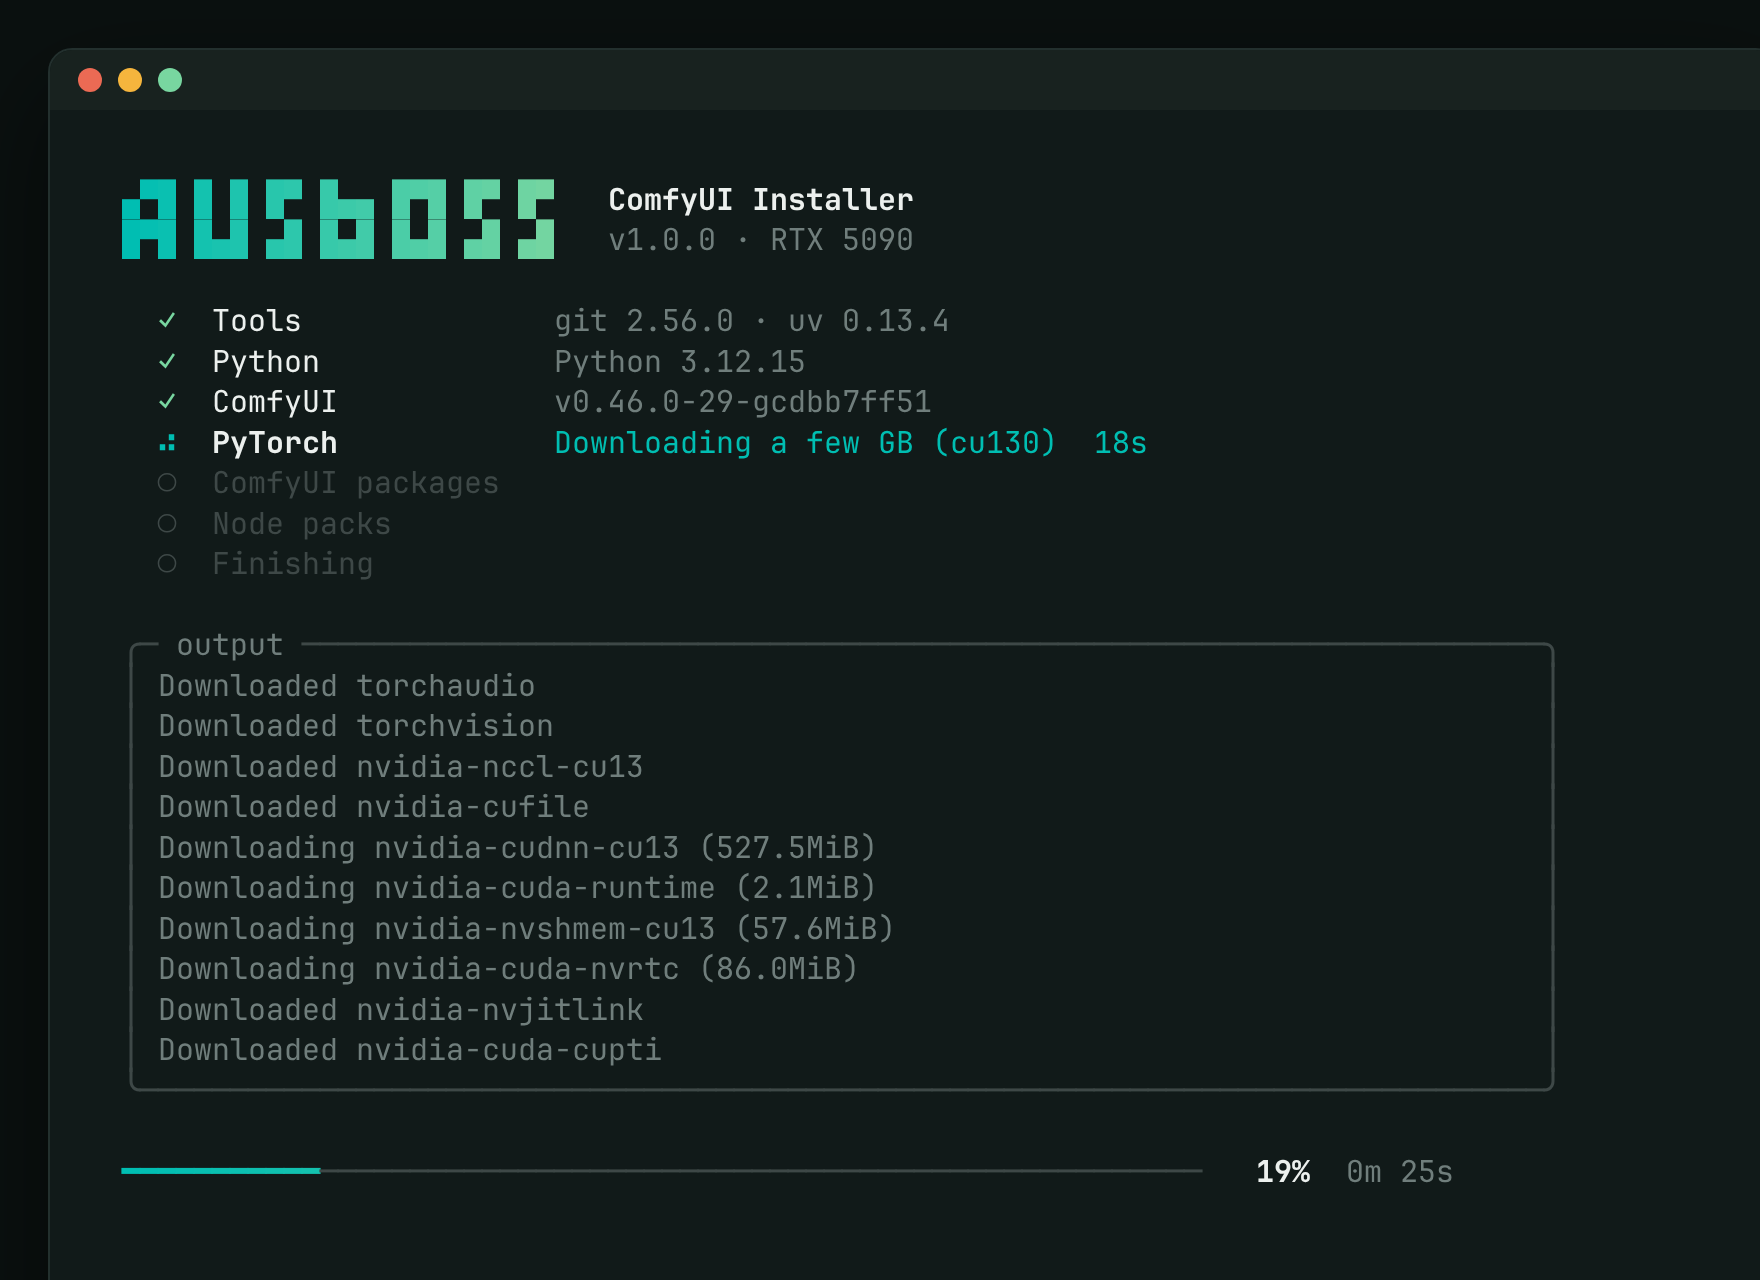 AUSBOSS
ComfyUI Installer
v1.0.0 · RTX 5090
✓ Tools git 2.56.0 · uv 0.13.4
✓ Python Python 3.12.15
✓ ComfyUI v0.46.0-29-gcdbb7ff51
PyTorch Downloading a few GB (cu130) 18s
○ ComfyUI packages
○ Node packs
○ Finishing
output
Downloaded torchaudio
Downloaded torchvision
Downloaded nvidia-nccl-cu13
Downloaded nvidia-cufile
Downloading nvidia-cudnn-cu13 (527.5MiB)
Downloading nvidia-cuda-runtime (2.1MiB)
Downloading nvidia-nvshmem-cu13 (57.6MiB)
Downloading nvidia-cuda-nvrtc (86.0MiB)
Downloaded nvidia-nvjitlink
Downloaded nvidia-cuda-cupti
19% 0m 25s